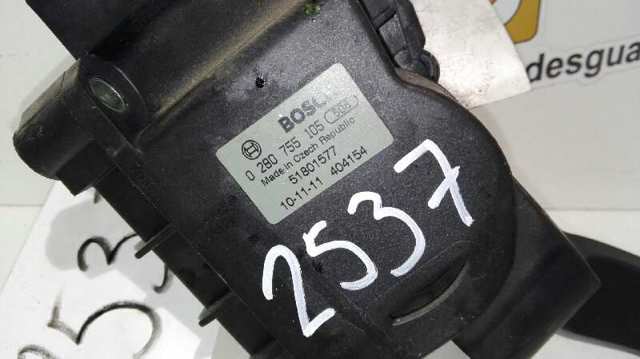 BOSCH
0 280 755 105
Made in Czech Republic
51801577
10-11-11 404154
2537
desgua